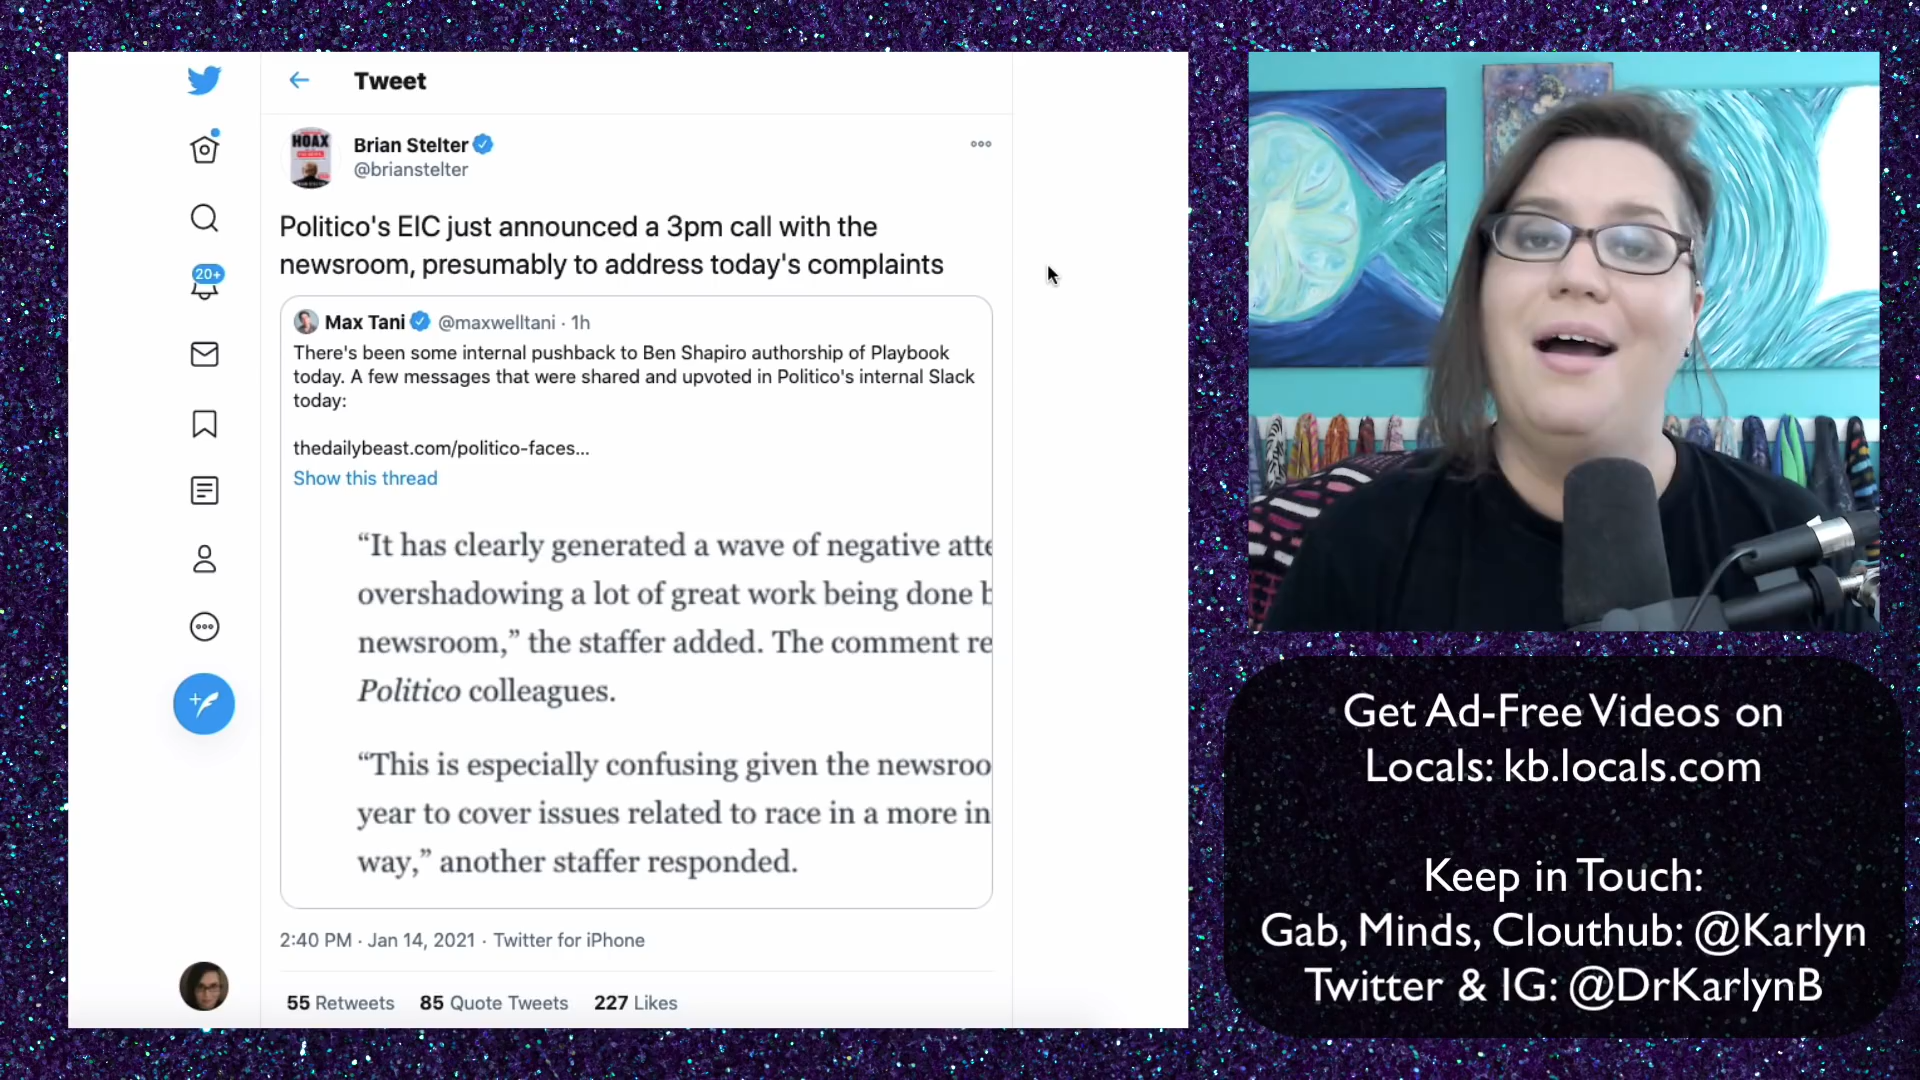 Tweet
HOAX
Brian Stelter
@brianstelter
Politico's EIC just announced a 3pm call with the
newsroom, presumably to address today's complaints
Max Tani @maxwelltani · 1h
There's been some internal pushback to Ben Shapiro authorship of Playbook
today. A few messages that were shared and upvoted in Politico's internal Slack
today:
thedailybeast.com/politico-faces...
Show this thread
“It has clearly generated a wave of negative atte
overshadowing a lot of great work being done b
newsroom,” the staffer added. The comment re
Politico colleagues.
“This is especially confusing given the newsroo
year to cover issues related to race in a more in
way,” another staffer responded.
2:40 PM · Jan 14, 2021 · Twitter for iPhone
55 Retweets 85 Quote Tweets 227 Likes
20+
Get Ad-Free Videos on
Locals: kb.locals.com
Keep in Touch:
Gab, Minds, Clouthub: @Karlyn
Twitter & IG: @DrKarlynB